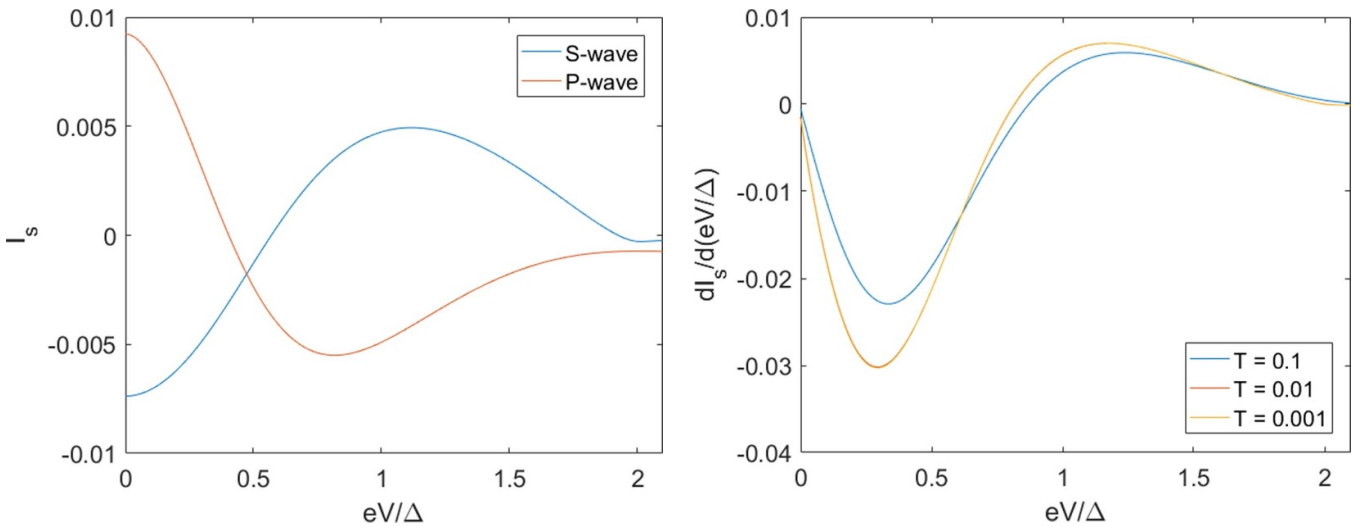 0.01
0.005
0
-0.005
-0.01
I_s
0 0.5 1 1.5 2
eV/Δ
S-wave
P-wave
0.01
0
-0.01
-0.02
-0.03
-0.04
dI_s/d(eV/Δ)
0 0.5 1 1.5 2
eV/Δ
T = 0.1
T = 0.01
T = 0.001